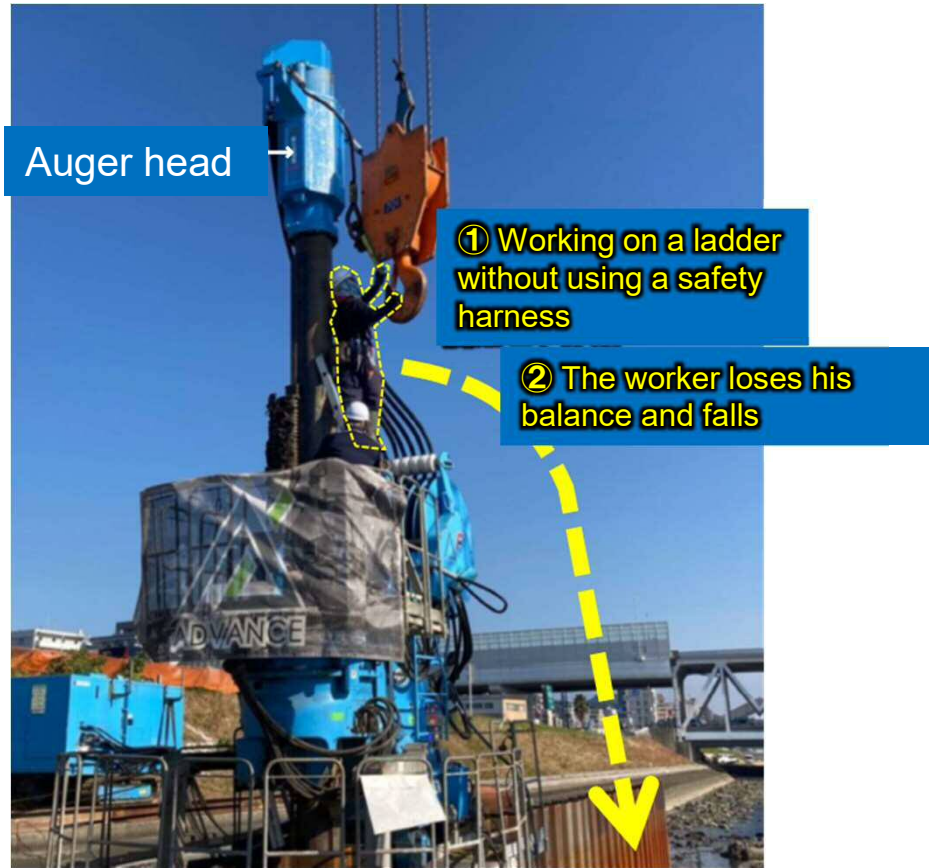 Auger head
① Working on a ladder
without using a safety
harness
② The worker loses his
balance and falls
ADVANCE